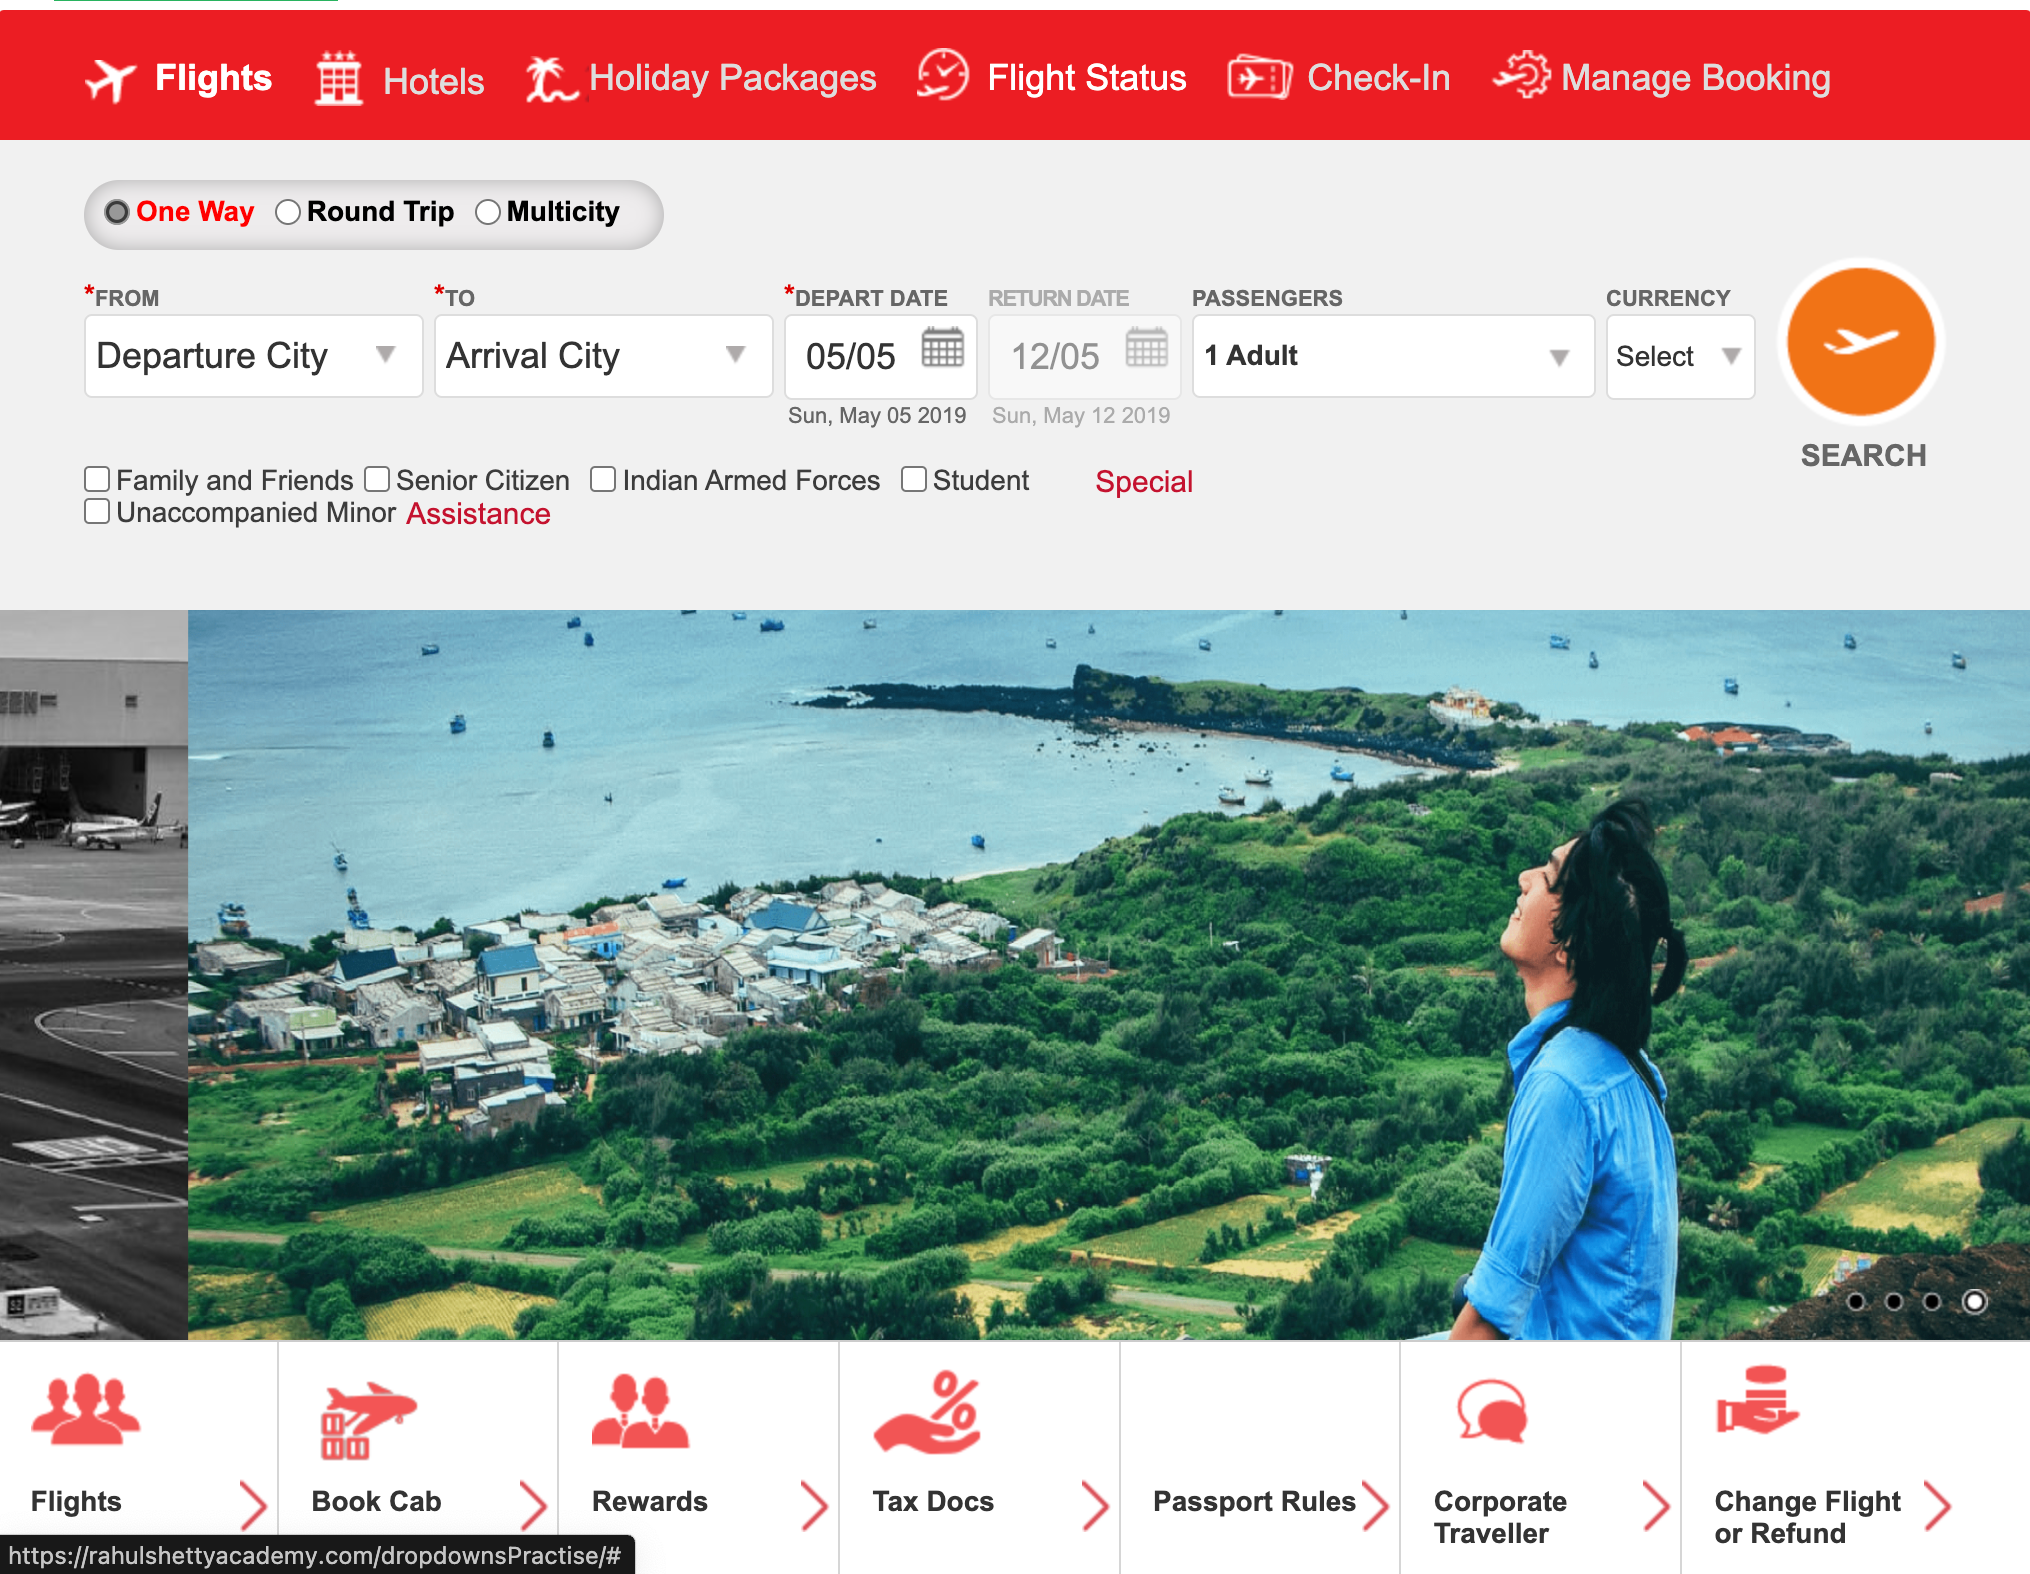 Flights Hotels Holiday Packages Flight Status Check-In Manage Booking
One Way Round Trip Multicity
*FROM *TO *DEPART DATE RETURN DATE PASSENGERS CURRENCY
Departure City Arrival City 05/05 12/05 1 Adult Select
Sun, May 05 2019 Sun, May 12 2019
SEARCH
Family and Friends Senior Citizen Indian Armed Forces Student Special
Unaccompanied Minor Assistance
Flights Book Cab Rewards Tax Docs Passport Rules Corporate Change Flight
Traveller or Refund
https://rahulshettyacademy.com/dropdownsPractise/#